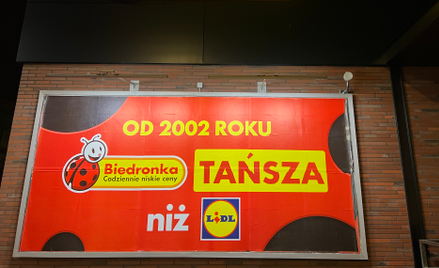 OD 2002 ROKU
Biedronka
Codziennie niskie ceny
TAŃSZA
niż
LiDL